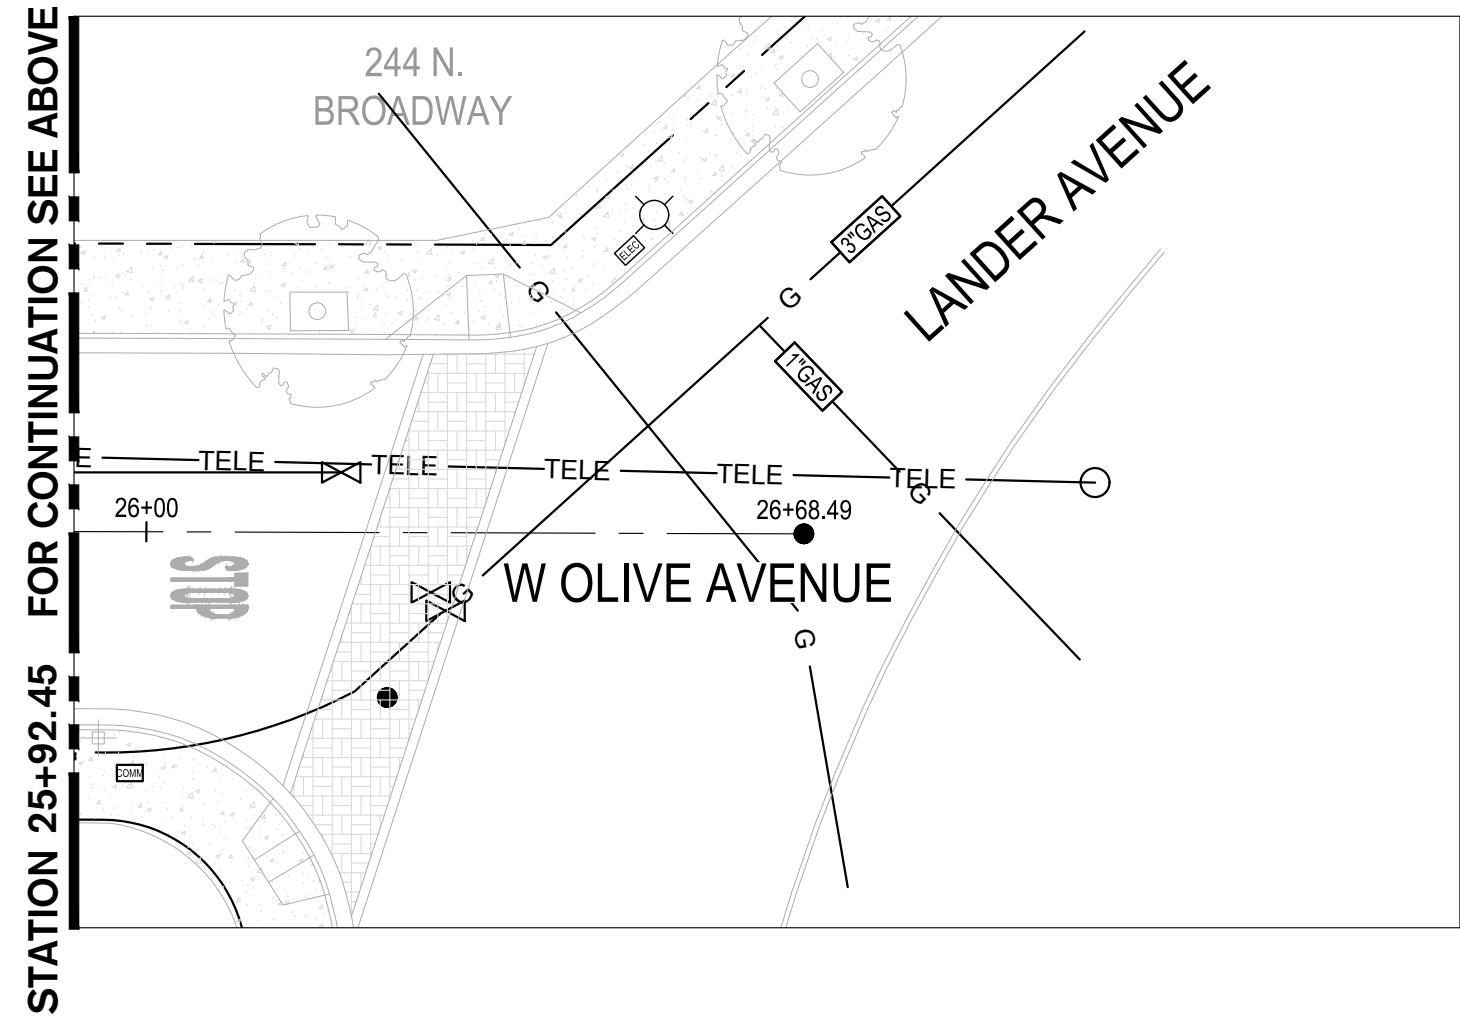 STATION 25+92.45 FOR CONTINUATION SEE ABOVE
244 N.
BROADWAY
LANDER AVENUE
3"GAS
ELEC
G
G
1"GAS
E
TELE
TELE
TELE
TELE
TELE
G
26+00
26+68.49
STOP
G
W OLIVE AVENUE
G
COMM